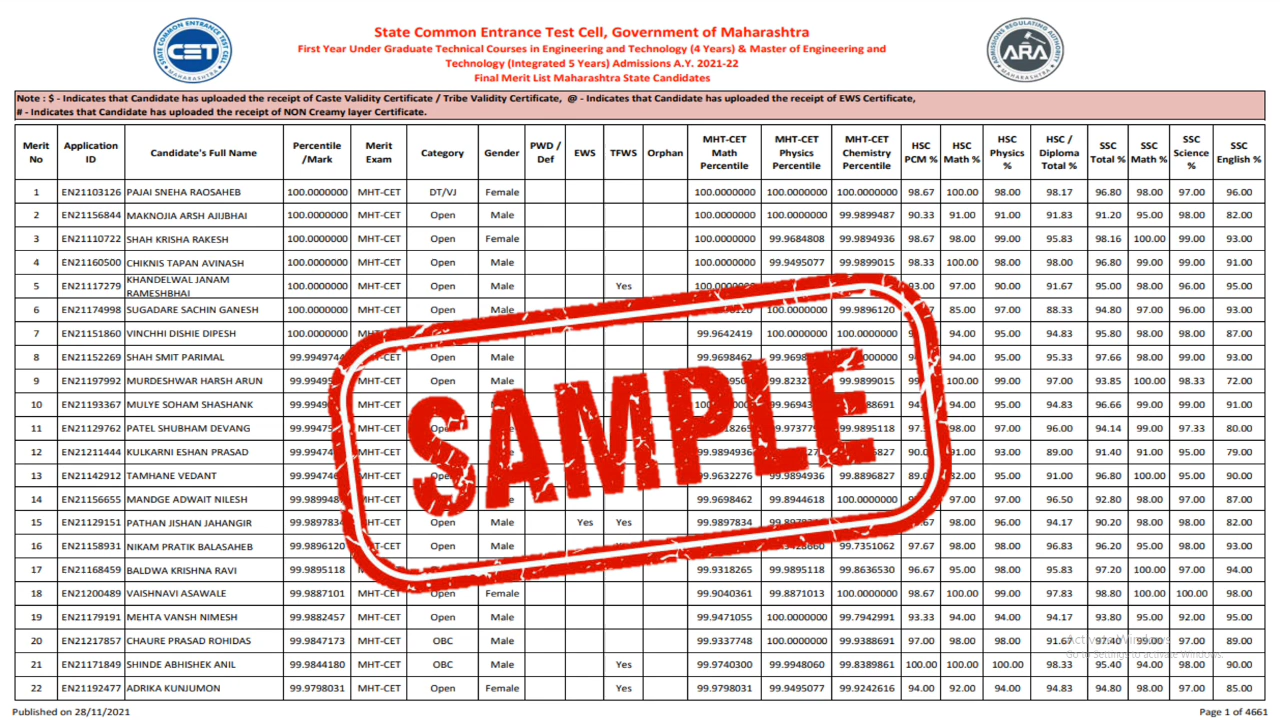 State Common Entrance Test Cell, Government of Maharashtra
First Year Under Graduate Technical Courses in Engineering and Technology (4 Years) & Master of Engineering and
Technology (Integrated 5 Years) Admissions A.Y. 2021-22
Final Merit List Maharashtra State Candidates
STATE COMMON ENTRANCE TEST CELL
CET
MAHARASHTRA
ADMISSIONS REGULATING AUTHORITY
ARA
MAHARASHTRA
Note : $ - Indicates that Candidate has uploaded the receipt of Caste Validity Certificate / Tribe Validity Certificate, @ - Indicates that Candidate has uploaded the receipt of EWS Certificate,
# - Indicates that Candidate has uploaded the receipt of NON Creamy layer Certificate.
Merit No Application ID Candidate's Full Name Percentile /Mark Merit Exam Category Gender PWD / Def EWS TFWS Orphan MHT-CET Math Percentile MHT-CET Physics Percentile MHT-CET Chemistry Percentile HSC PCM % HSC Math % HSC Physics % HSC / Diploma Total % SSC Total % SSC Math % SSC Science % SSC English %
1 EN21103126 PAJAI SNEHA RAOSAHEB 100.0000000 MHT-CET DT/VJ Female 100.0000000 100.0000000 100.0000000 98.67 100.00 98.00 98.17 96.80 98.00 97.00 96.00
2 EN21156844 MAKNOJIA ARSH AJIJBHAI 100.0000000 MHT-CET Open Male 100.0000000 100.0000000 99.9899487 90.33 91.00 91.00 91.83 91.20 95.00 98.00 82.00
3 EN21110722 SHAH KRISHA RAKESH 100.0000000 MHT-CET Open Female 100.0000000 99.9684808 99.9894936 98.67 98.00 99.00 95.83 98.16 100.00 99.00 93.00
4 EN21160500 CHIKNIS TAPAN AVINASH 100.0000000 MHT-CET Open Male 100.0000000 99.9495077 99.9899015 98.33 100.00 98.00 98.00 96.80 99.00 99.00 91.00
5 EN21117279 KHANDELWAL JANAM RAMESHBHAI 100.0000000 MHT-CET Open Male Yes 93.00 97.00 90.00 91.67 95.00 98.00 96.00 95.00
6 EN21174998 SUGADARE SACHIN GANESH 100.0000000 MHT-CET Open Male 99.9896120 85.00 97.00 88.33 94.80 97.00 96.00 93.00
7 EN21151860 VINCHHI DISHIE DIPESH 100.0000000 99.9642419 100.0000000 94.00 95.00 94.83 95.80 98.00 98.00 87.00
8 EN21152269 SHAH SMIT PARIMAL Open Male 99.9698462 94.00 95.00 95.33 97.66 98.00 99.00 93.00
9 EN21197992 MURDESHWAR HARSH ARUN MHT-CET Open Male 99.9899015 100.00 99.00 97.00 93.85 100.00 98.33 72.00
10 EN21193367 MULYE SOHAM SHASHANK MHT-CET 94.00 95.00 94.83 96.66 99.00 99.00 91.00
11 EN21129762 PATEL SHUBHAM DEVANG MHT-CET 99.9895118 98.00 97.00 96.00 94.14 99.00 97.33 80.00
12 EN21211444 KULKARNI ESHAN PRASAD MHT-CET 99.9894936 91.00 93.00 89.00 91.40 91.00 95.00 79.00
13 EN21142912 TAMHANE VEDANT MHT-CET 99.9632276 99.9894936 99.8896827 95.00 91.00 96.80 100.00 95.00 90.00
14 EN21156655 MANDGE ADWAIT NILESH MHT-CET 99.9698462 99.8944618 100.0000000 97.00 97.00 96.50 92.80 98.00 97.00 87.00
15 EN21129151 PATHAN JISHAN JAHANGIR 99.9897834 Open Male Yes Yes 99.9897834 98.00 96.00 94.17 90.20 98.00 98.00 82.00
16 EN21158931 NIKAM PRATIK BALASAHEB 99.9896120 Open Male 99.7351062 97.67 98.00 98.00 96.83 96.20 95.00 98.00 93.00
17 EN21168459 BALDWA KRISHNA RAVI 99.9895118 Male 99.9318265 99.9895118 99.8636530 96.67 95.00 98.00 95.83 97.20 100.00 97.00 94.00
18 EN21200489 VAISHNAVI ASAWALE 99.9887101 MHT-CET Open Female 99.9040361 99.8871013 100.0000000 98.67 100.00 99.00 97.83 98.80 100.00 100.00 98.00
19 EN21179191 MEHTA VANSH NIMESH 99.9882457 MHT-CET Open Male 99.9471055 100.0000000 99.7942991 93.33 94.00 94.00 94.17 93.80 95.00 92.00 95.00
20 EN21217857 CHAURE PRASAD ROHIDAS 99.9847173 MHT-CET OBC Male 99.9337748 100.0000000 99.9388691 97.00 98.00 98.00 91.67 97.40 99.00 97.00 89.00
21 EN21171849 SHINDE ABHISHEK ANIL 99.9844180 MHT-CET OBC Male Yes 99.9740300 99.9948060 99.8389861 100.00 100.00 100.00 98.33 95.40 94.00 98.00 90.00
22 EN21192477 ADRIKA KUNJUMON 99.9798031 MHT-CET Open Female Yes 99.9798031 99.9495077 99.9242616 94.00 92.00 94.00 94.83 94.80 98.00 97.00 85.00
SAMPLE
Activate Windows
Go to Settings to activate Windows.
Published on 28/11/2021
Page 1 of 4661